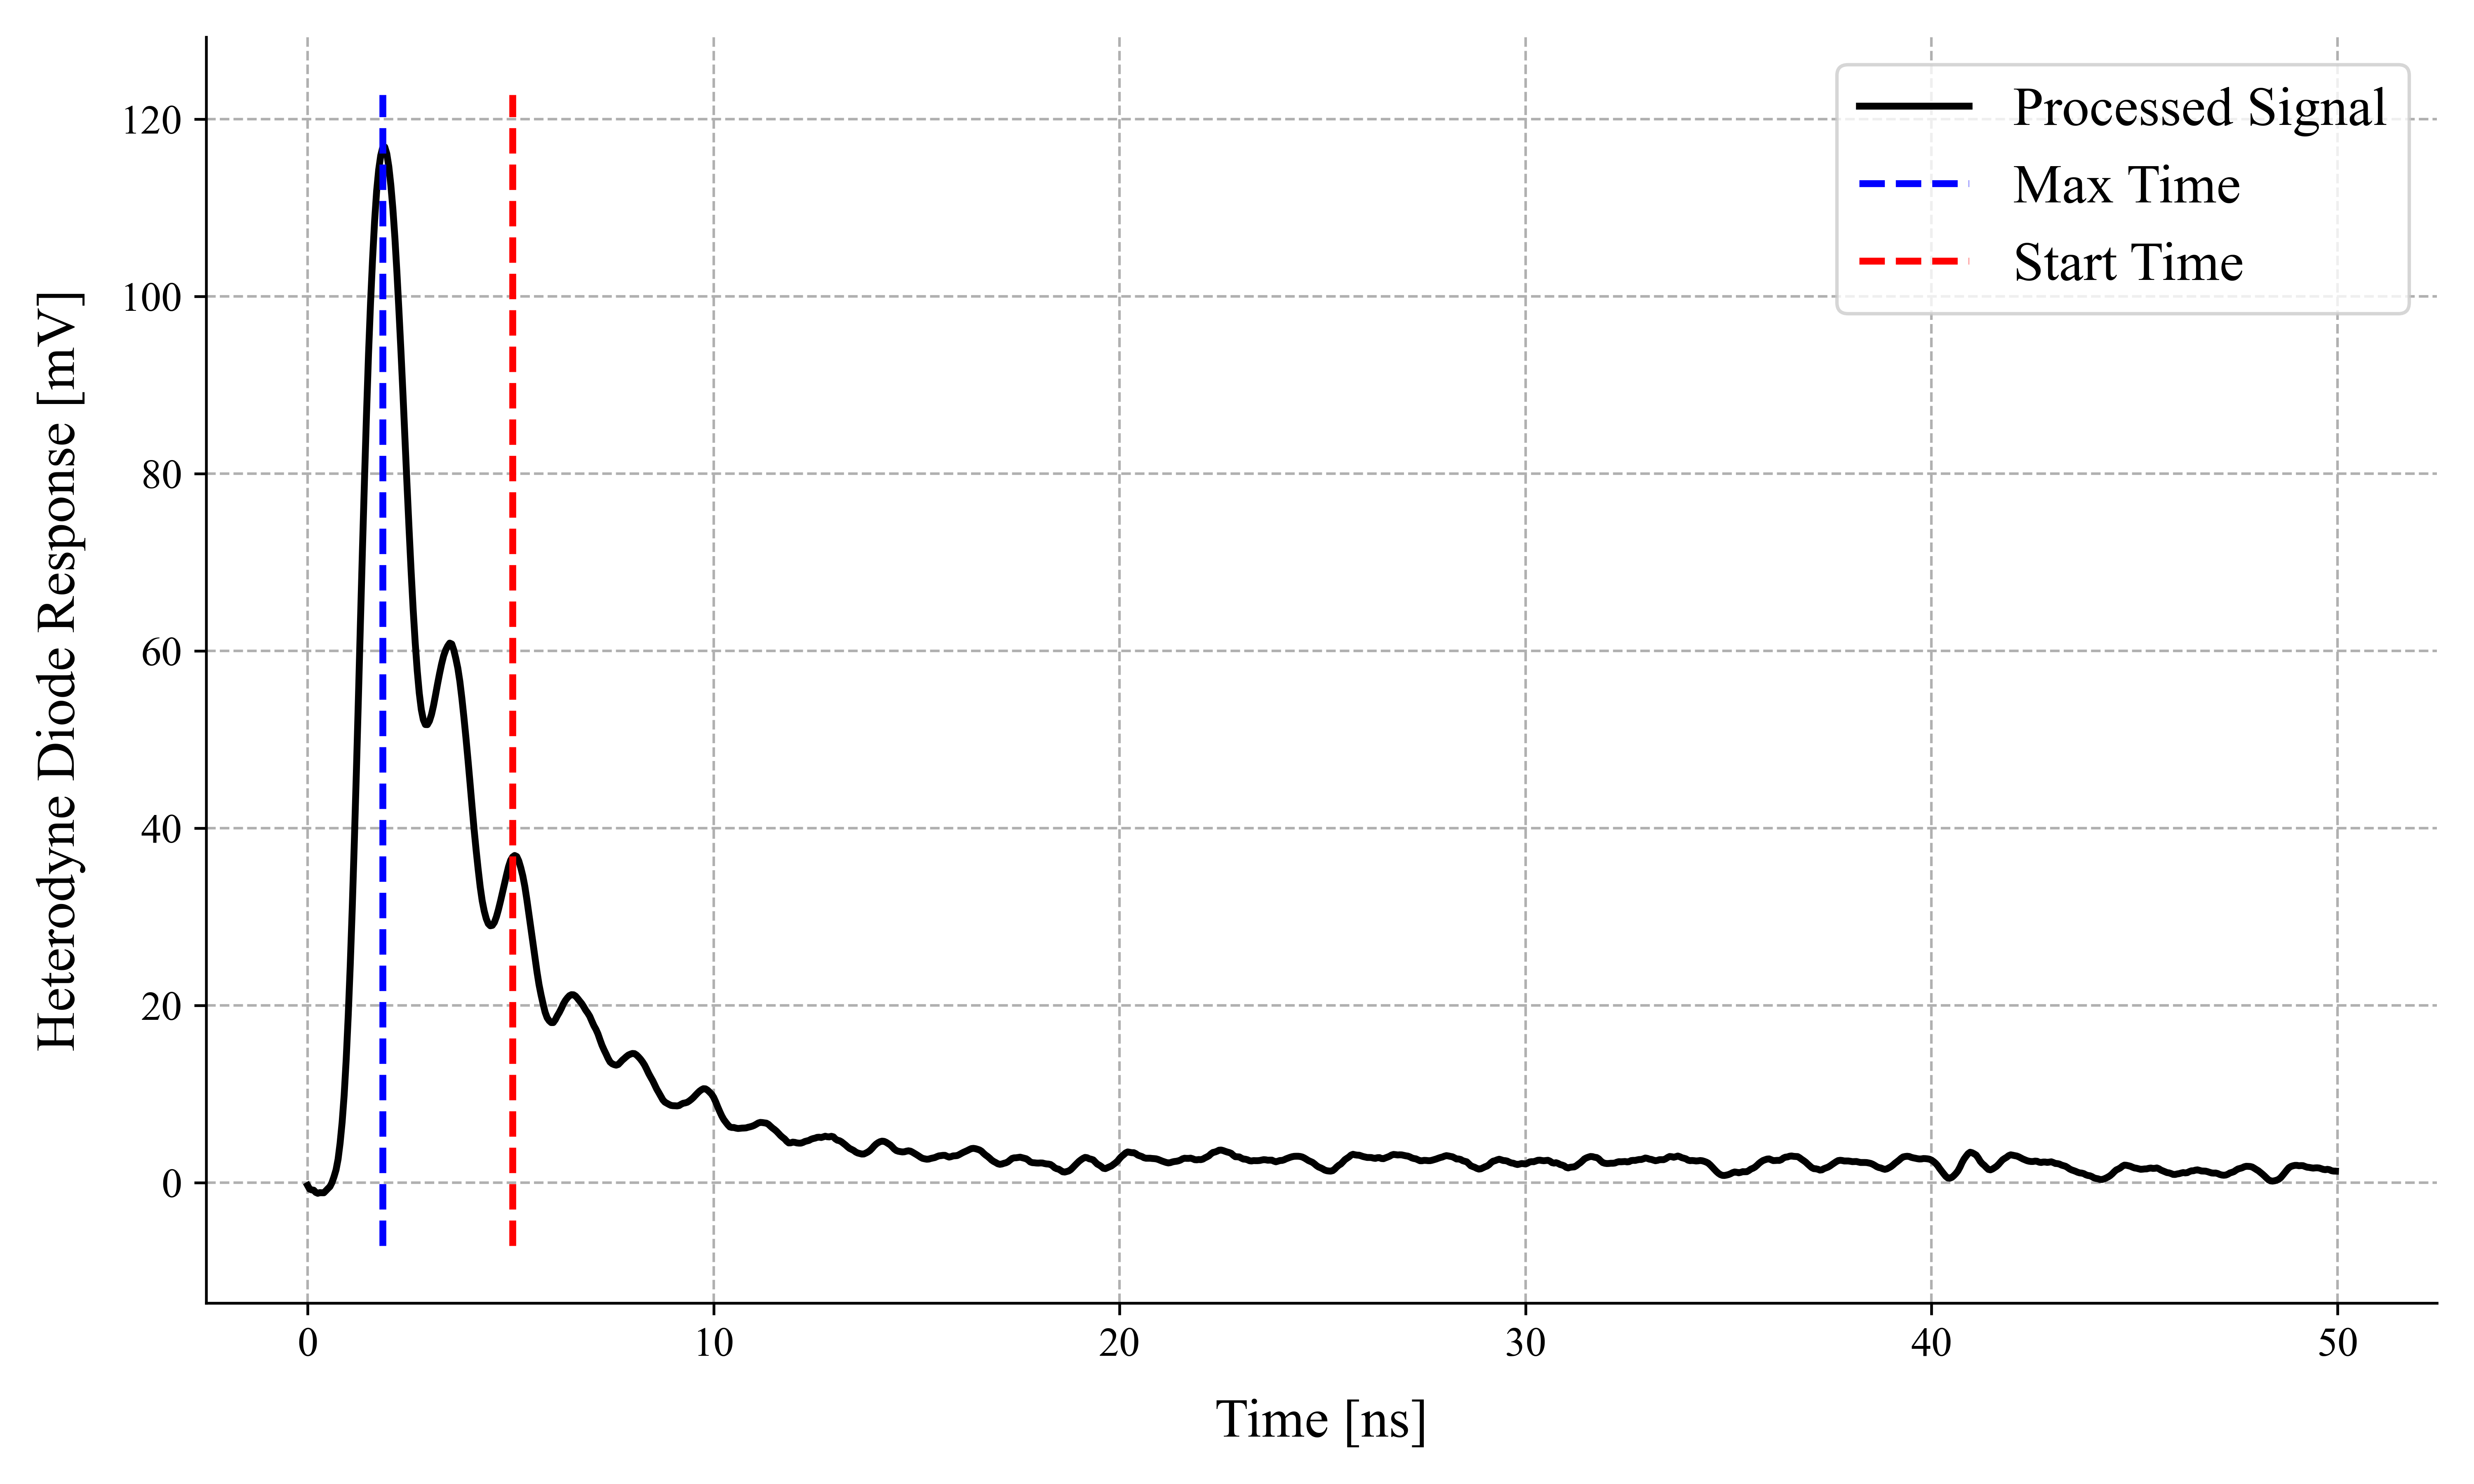 Processed Signal
Max Time
Start Time
Heterodyne Diode Response [mV]
120
100
80
60
40
20
0
0 10 20 30 40 50
Time [ns]